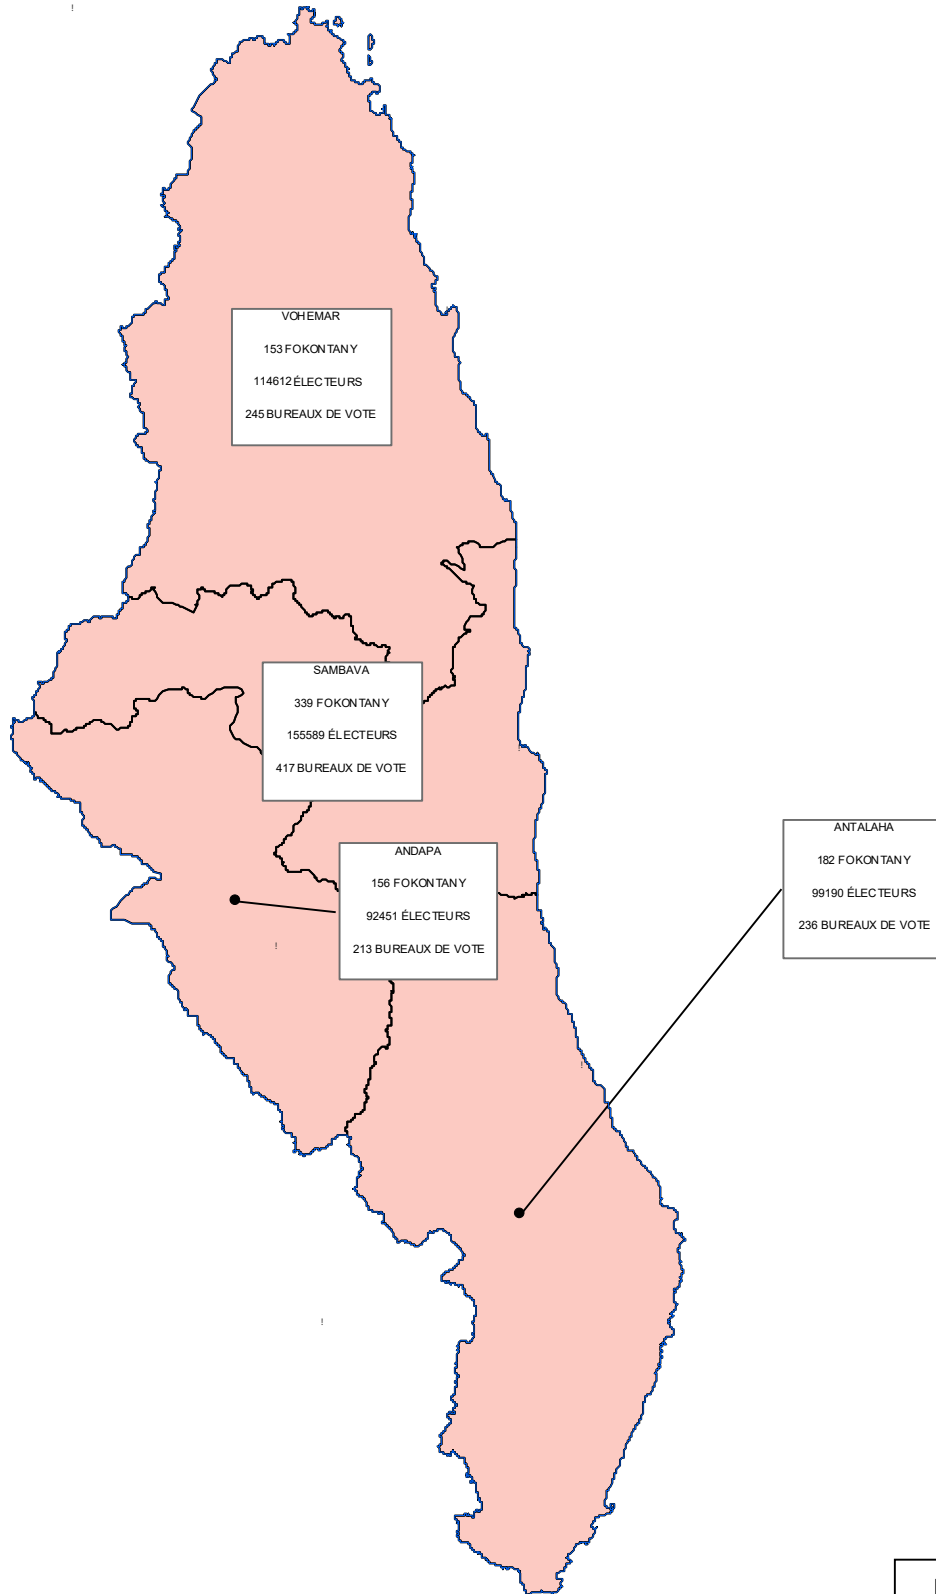 VOHEMAR
153 FOKONTANY
114612 ÉLECTEURS
245 BUREAUX DE VOTE
SAMBAVA
339 FOKONTANY
155589 ÉLECTEURS
417 BUREAUX DE VOTE
ANDAPA
156 FOKONTANY
92451 ÉLECTEURS
213 BUREAUX DE VOTE
ANTALAHA
182 FOKONTANY
99190 ÉLECTEURS
236 BUREAUX DE VOTE